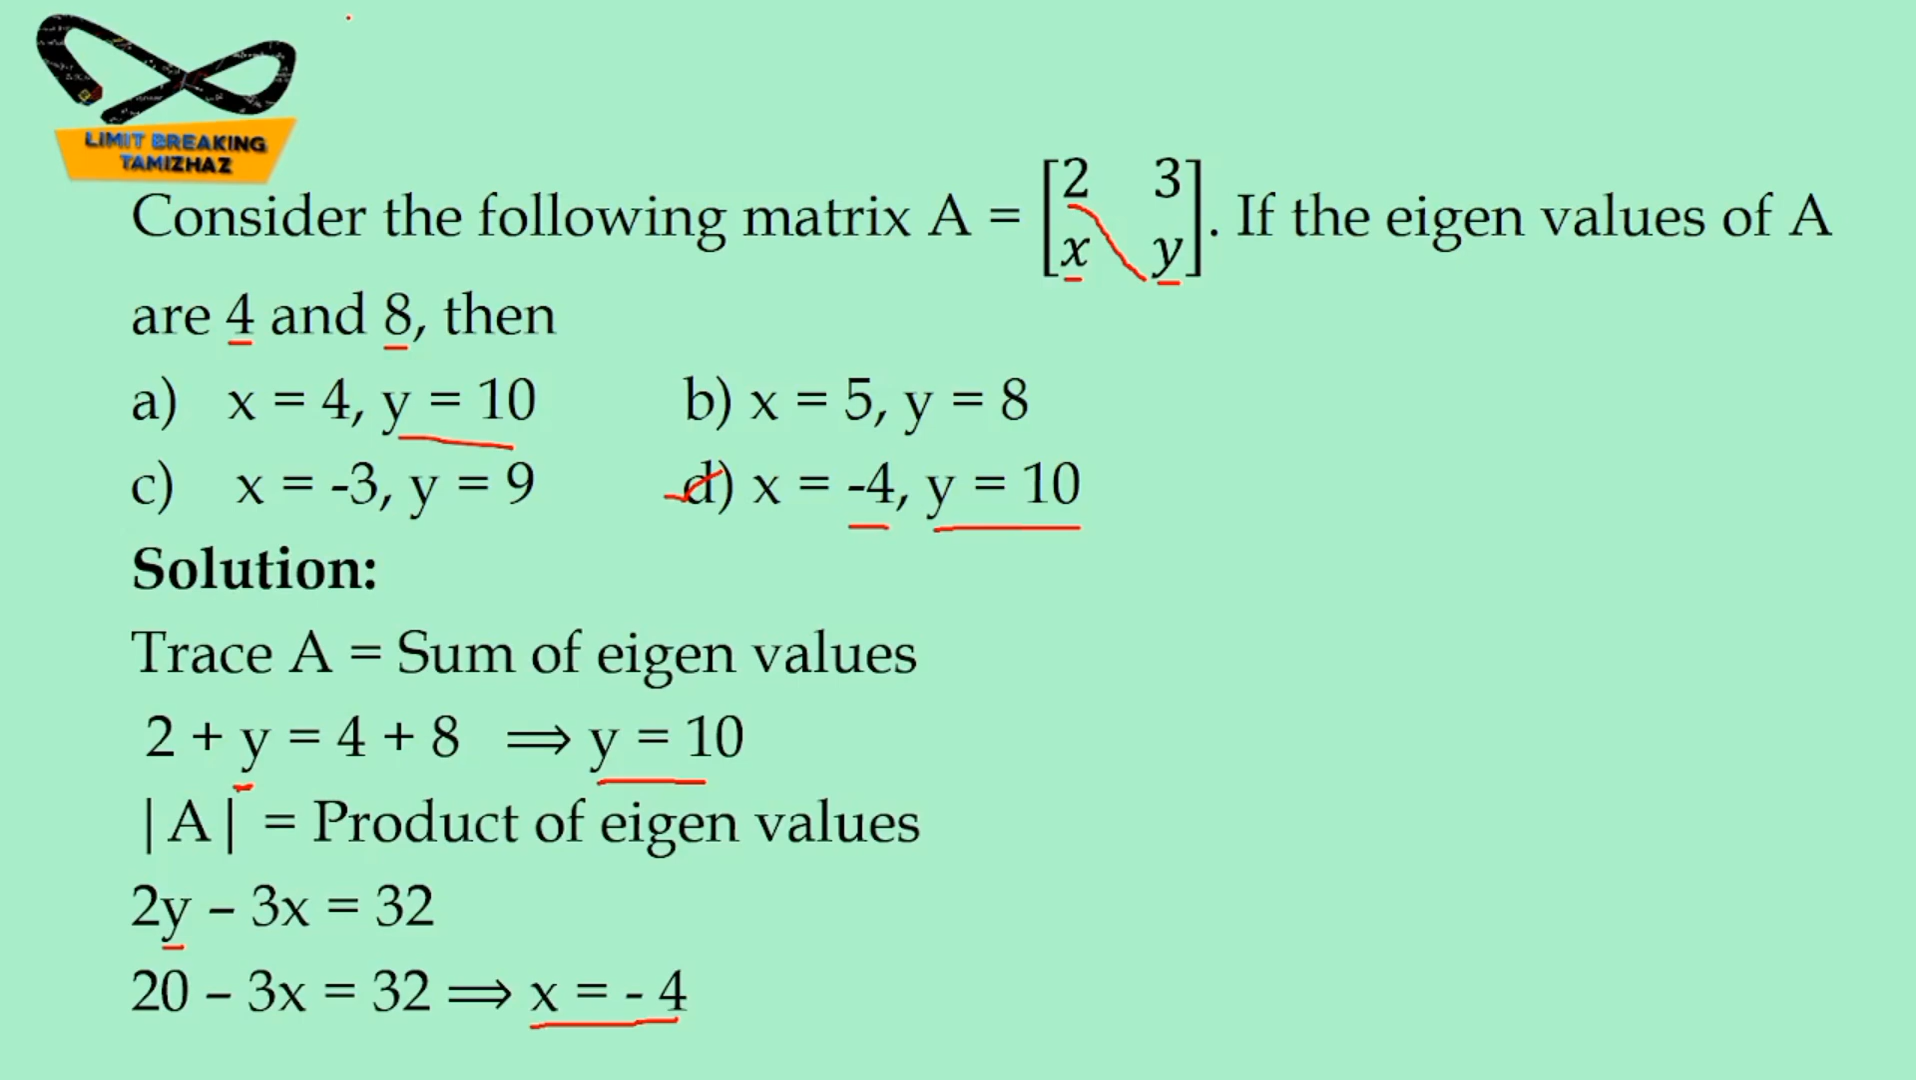 LIMIT BREAKING
TAMIZHAZ
Consider the following matrix A = [2 3
x y]. If the eigen values of A
are 4 and 8, then
a) x = 4, y = 10 b) x = 5, y = 8
c) x = -3, y = 9 d) x = -4, y = 10
Solution:
Trace A = Sum of eigen values
2 + y = 4 + 8 ⟹ y = 10
|A| = Product of eigen values
2y – 3x = 32
20 – 3x = 32 ⟹ x = - 4